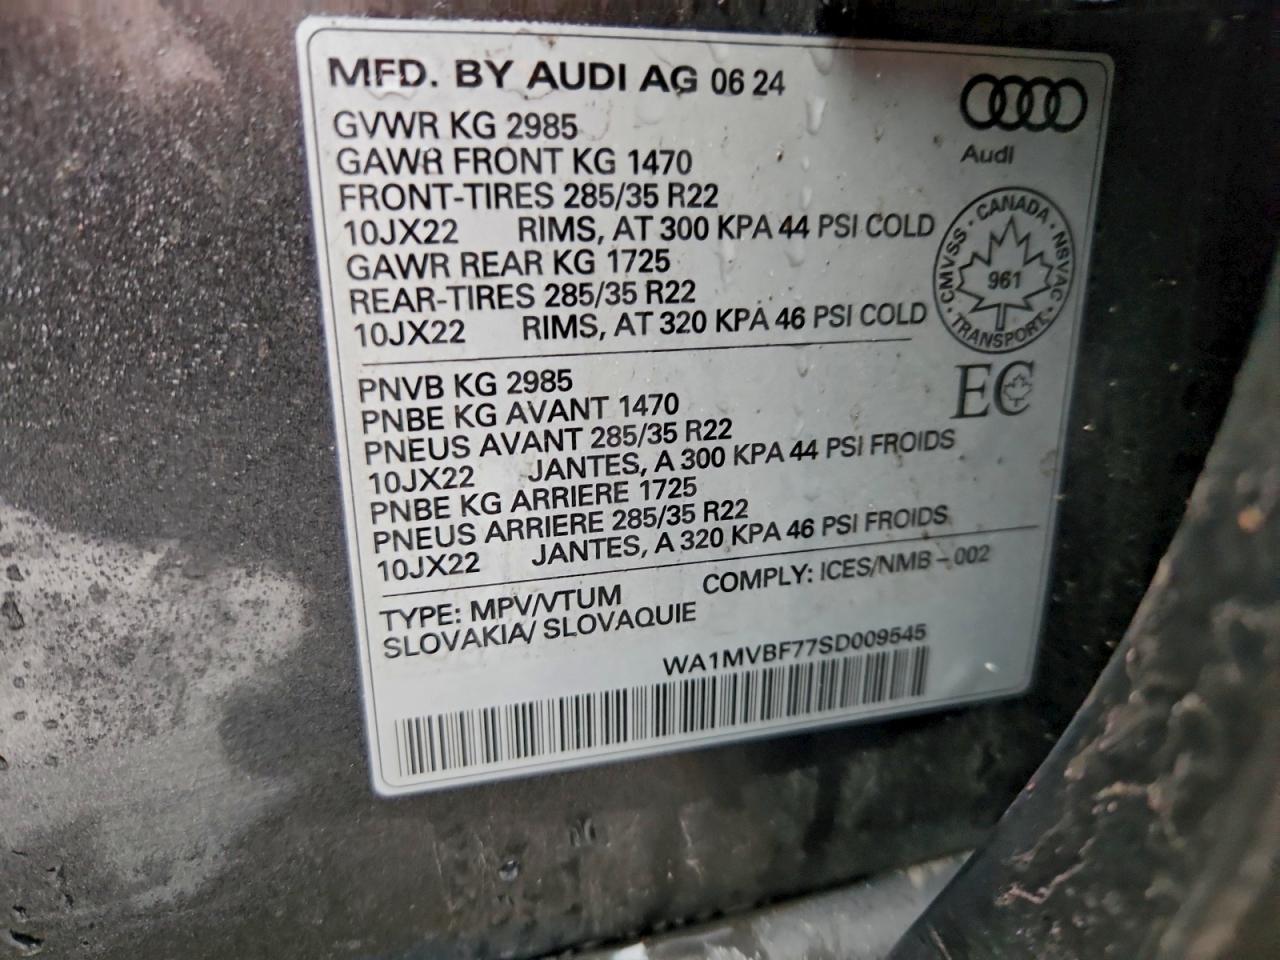 MFD. BY AUDI AG 06 24
GVWR KG 2985
GAWR FRONT KG 1470
FRONT-TIRES 285/35 R22
10JX22 RIMS, AT 300 KPA 44 PSI COLD
GAWR REAR KG 1725
REAR-TIRES 285/35 R22
10JX22 RIMS, AT 320 KPA 46 PSI COLD
Audi
CMVSS · CANADA · NSVAC · TRANSPORT ·
961
EC
PNVB KG 2985
PNBE KG AVANT 1470
PNEUS AVANT 285/35 R22
10JX22 JANTES, A 300 KPA 44 PSI FROIDS
PNBE KG ARRIERE 1725
PNEUS ARRIERE 285/35 R22
10JX22 JANTES, A 320 KPA 46 PSI FROIDS
TYPE: MPV/VTUM COMPLY: ICES/NMB - 002
SLOVAKIA/ SLOVAQUIE
WA1MVBF77SD009545